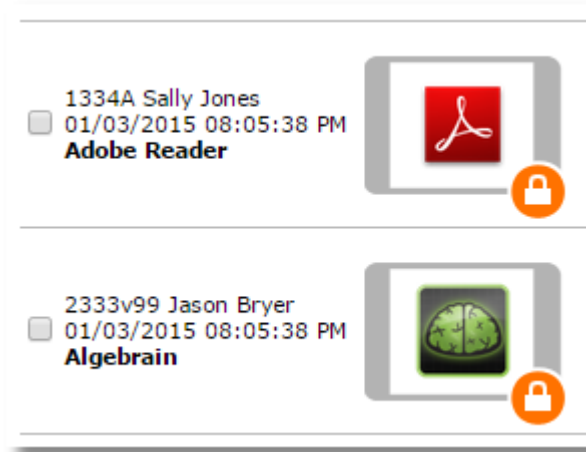 1334A Sally Jones
01/03/2015 08:05:38 PM
Adobe Reader
2333v99 Jason Bryer
01/03/2015 08:05:38 PM
Algebrain